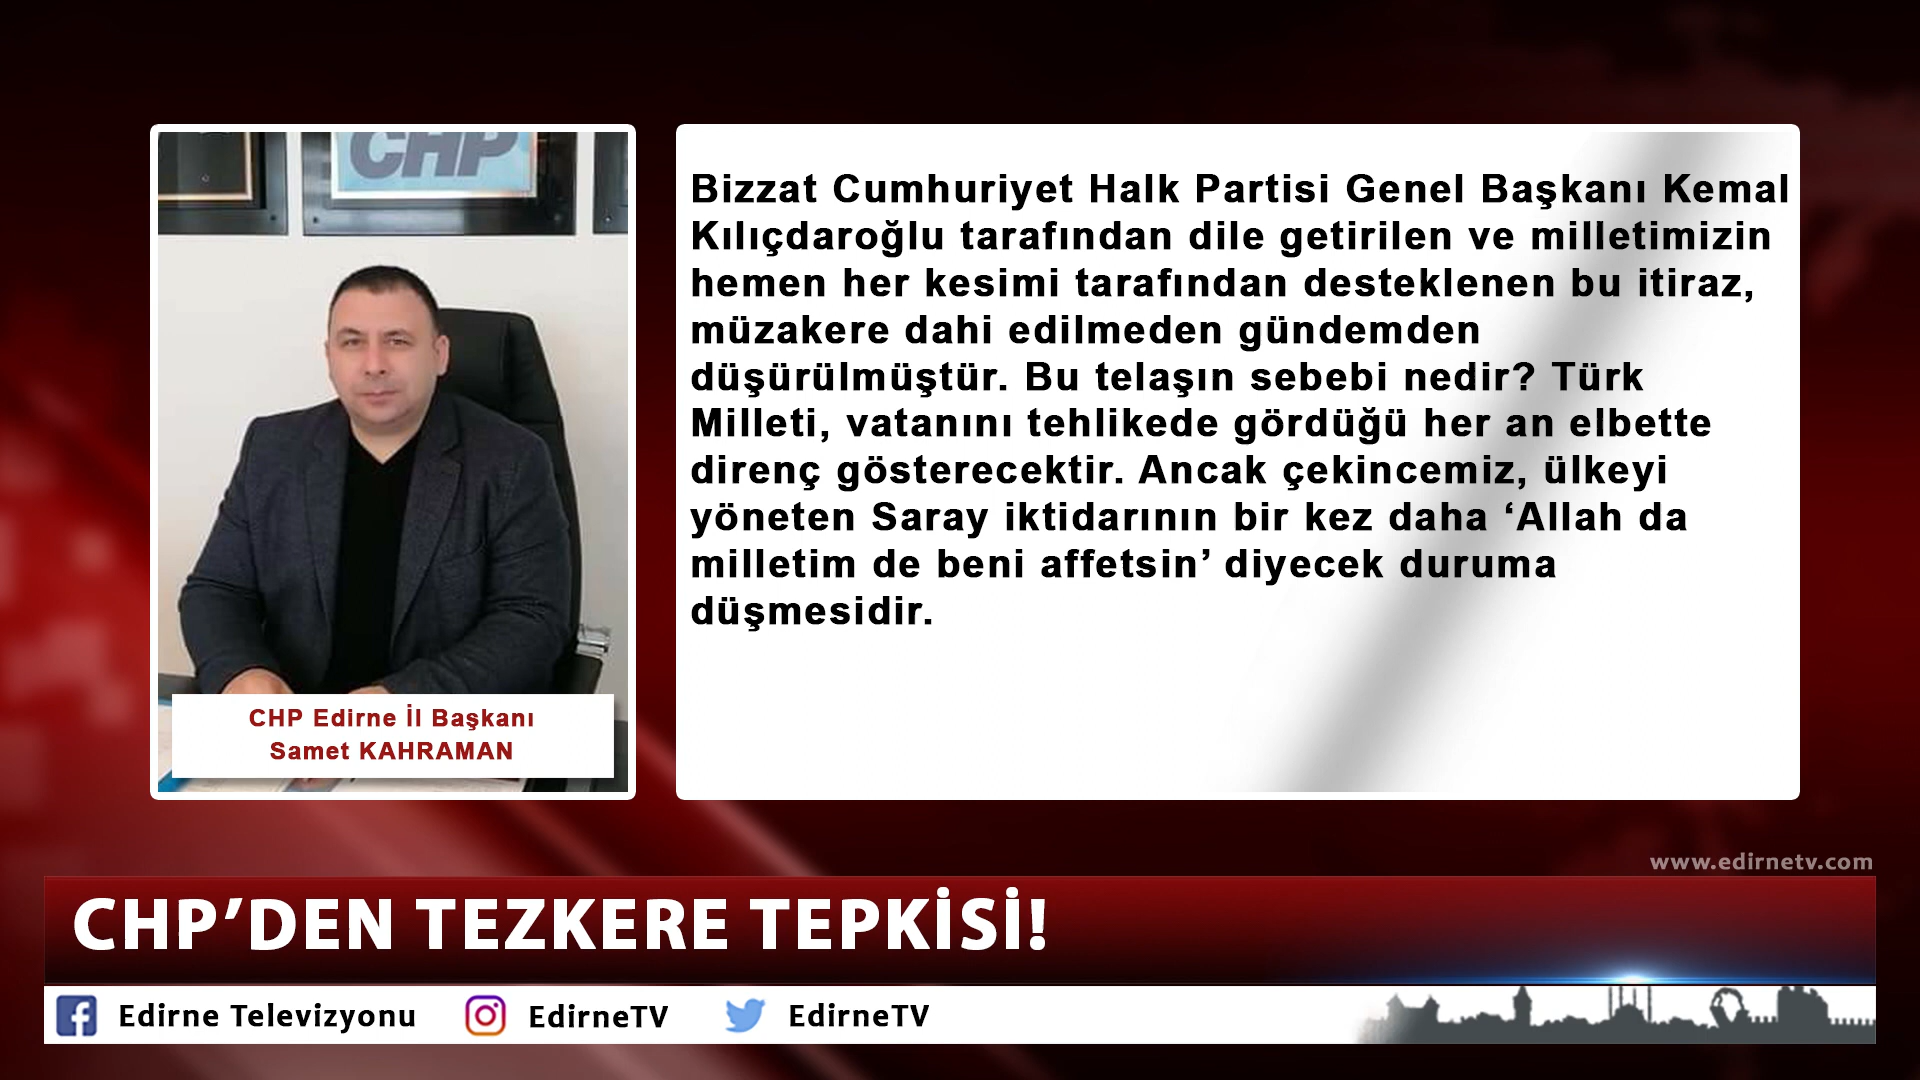 CHP
Bizzat Cumhuriyet Halk Partisi Genel Başkanı Kemal
Kılıçdaroğlu tarafından dile getirilen ve milletimizin
hemen her kesimi tarafından desteklenen bu itiraz,
müzakere dahi edilmeden gündemden
düşürülmüştür. Bu telaşın sebebi nedir? Türk
Milleti, vatanını tehlikede gördüğü her an elbette
direnç gösterecektir. Ancak çekincemiz, ülkeyi
yöneten Saray iktidarının bir kez daha ‘Allah da
milletim de beni affetsin’ diyecek duruma
düşmesidir.
CHP Edirne İl Başkanı
Samet KAHRAMAN
www.edirnetv.com
CHP’DEN TEZKERE TEPKİSİ!
Edirne Televizyonu
EdirneTV
EdirneTV